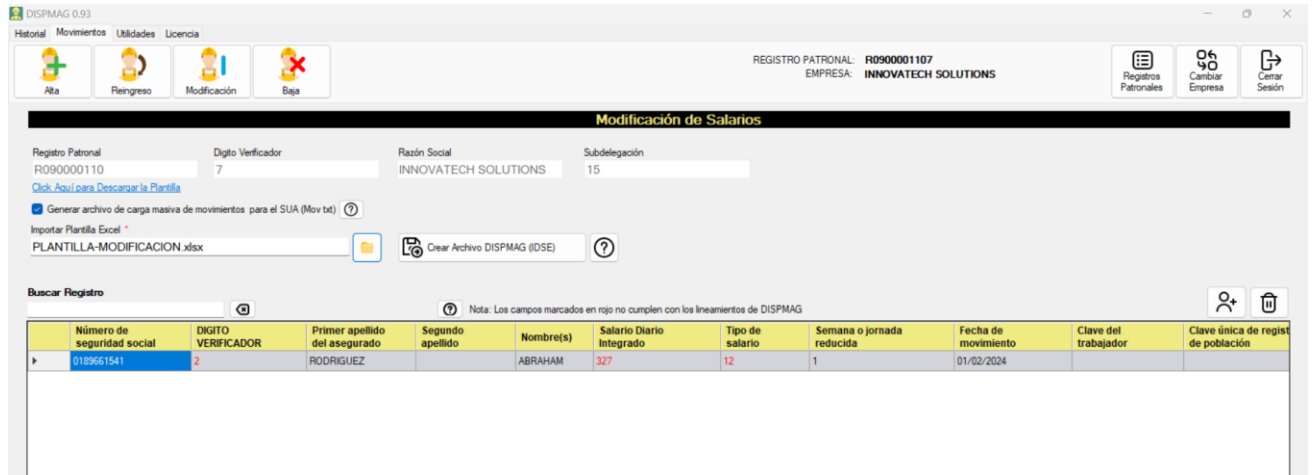 DISPMAG 0.93
Historial Movimientos Utilidades Licencia
Alta
Reingreso
Modificación
Baja
REGISTRO PATRONAL: R0900001107
EMPRESA: INNOVATECH SOLUTIONS
Registros
Patronales
Cambiar
Empresa
Cerrar
Sesión
Modificación de Salarios
Registro Patronal
R090000110
Digito Verificador
7
Razón Social
INNOVATECH SOLUTIONS
Subdelegación
15
Click Aquí para Descargar la Plantilla
Generar archivo de carga masiva de movimientos para el SUA (Mov txt)
Importar Plantilla Excel *
PLANTILLA-MODIFICACION.xlsx
Crear Archivo DISPMAG (IDSE)
Buscar Registro
Nota: Los campos marcados en rojo no cumplen con los lineamientos de DISPMAG
Número de
seguridad social
DIGITO
VERIFICADOR
Primer apellido
del asegurado
Segundo
apellido
Nombre(s)
Salario Diario
Integrado
Tipo de
salario
Semana o jornada
reducida
Fecha de
movimiento
Clave del
trabajador
Clave única de regist
de población
0189661541 2 RODRIGUEZ ABRAHAM 327 12 1 01/02/2024